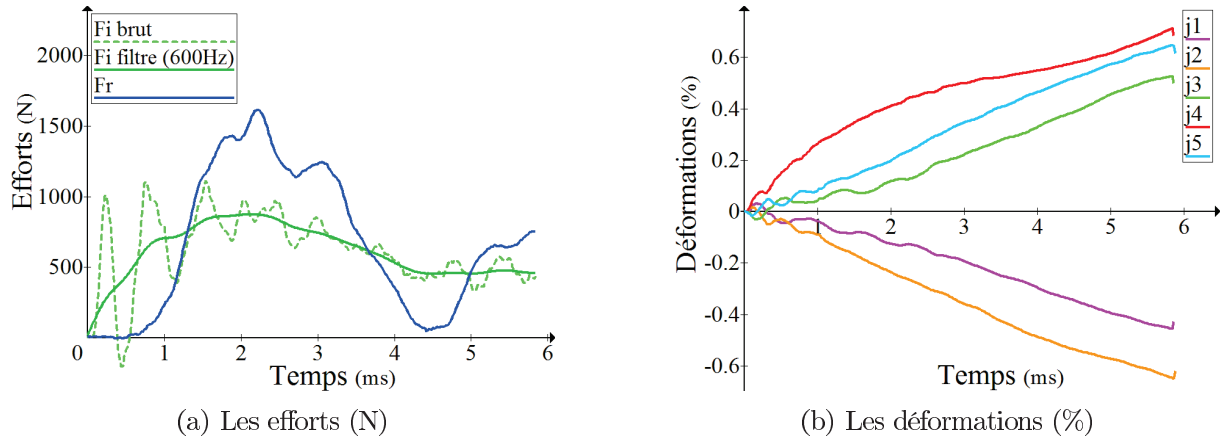 Fi brut
Fi filtre (600Hz)
Fr
2000
1500
1000
500
0
1
2
3
4
5
6
Efforts (N)
Temps (ms)
(a) Les efforts (N)
j1
j2
j3
j4
j5
0.6
0.4
0.2
0
-0.2
-0.4
-0.6
1
2
3
4
5
6
Déformations (%)
Temps (ms)
(b) Les déformations (%)